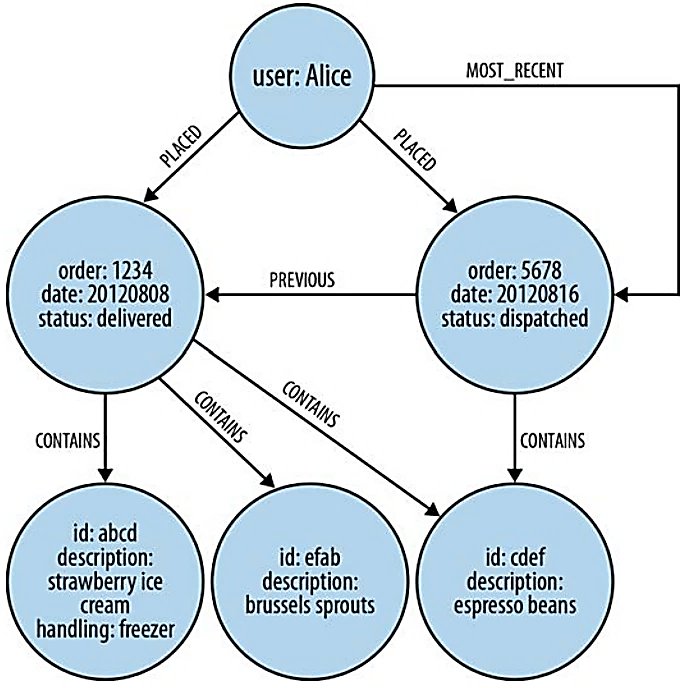 user: Alice
MOST_RECENT
PLACED
PLACED
order: 1234
date: 20120808
status: delivered
PREVIOUS
order: 5678
date: 20120816
status: dispatched
CONTAINS
CONTAINS
CONTAINS
CONTAINS
id: abcd
description:
strawberry ice
cream
handling: freezer
id: efab
description:
brussels sprouts
id: cdef
description:
espresso beans